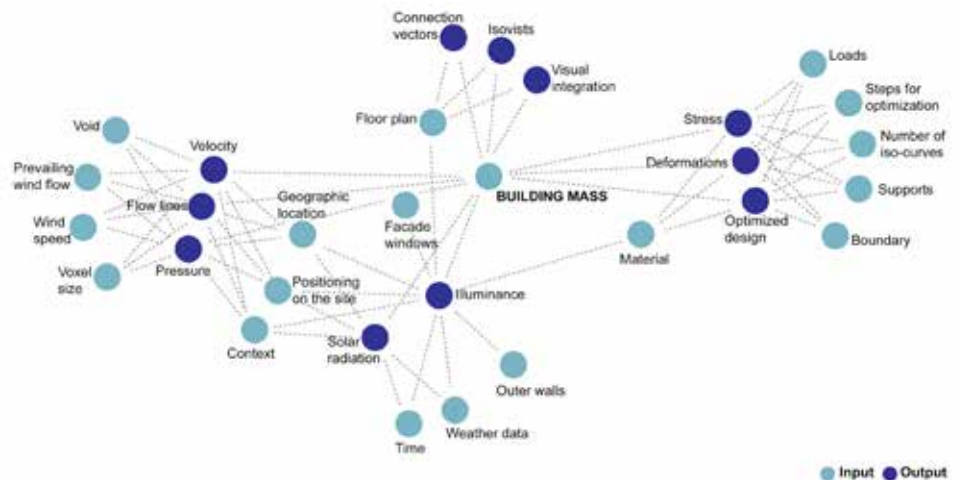 Connection
vectors
Isovists
Visual
integration
Floor plan
Loads
Steps for
optimization
Number of
iso-curves
Supports
Boundary
Stress
Deformations
Optimized
design
Material
BUILDING MASS
Void
Velocity
Prevailing
wind flow
Flow lines
Wind
speed
Voxel
size
Pressure
Geographic
location
Facade
windows
Positioning
on the site
Illuminance
Context
Solar
radiation
Outer walls
Weather data
Time
Input
Output